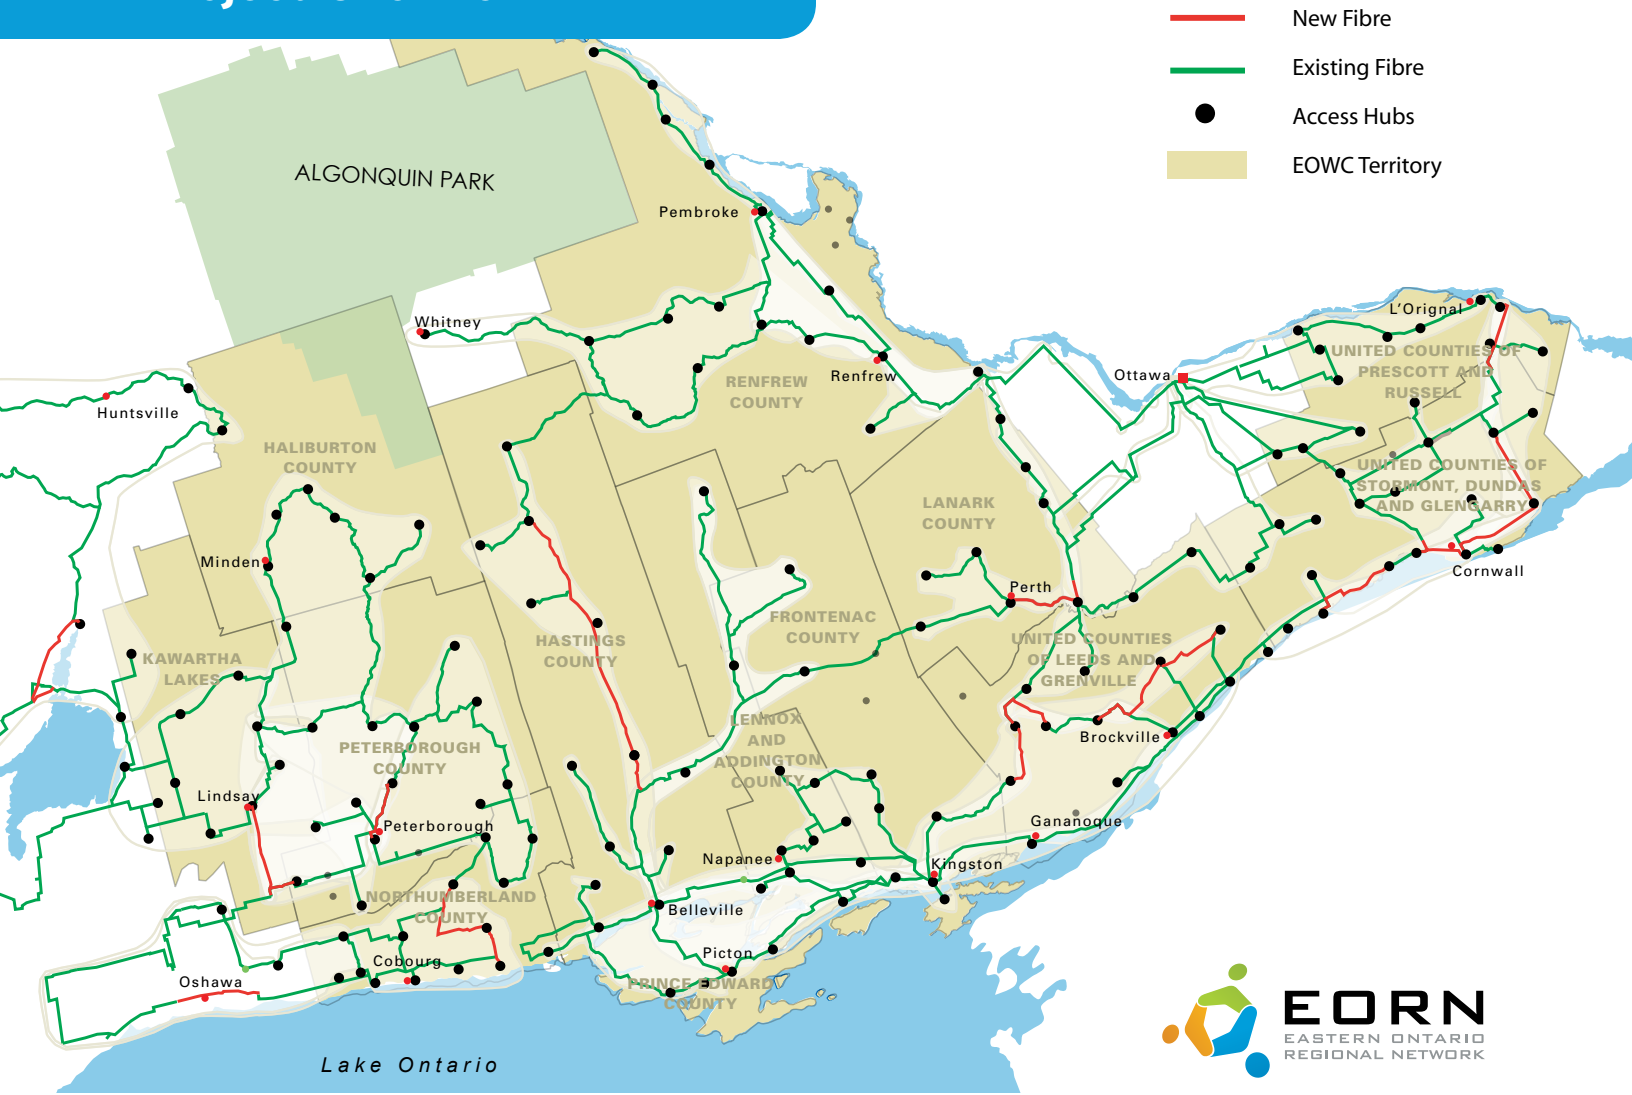 New Fibre
Existing Fibre
Access Hubs
EOWC Territory
ALGONQUIN PARK
Pembroke
Whitney
L'Orignal
Renfrew
Ottawa
UNITED COUNTIES OF
PRESCOTT AND
RUSSELL
RENFREW
COUNTY
Huntsville
HALIBURTON
COUNTY
UNITED COUNTIES OF
STORMONT, DUNDAS
AND GLENGARRY
LANARK
COUNTY
Minden
Cornwall
Perth
FRONTENAC
COUNTY
HASTINGS
COUNTY
UNITED COUNTIES
OF LEEDS AND
GRENVILLE
KAWARTHA
LAKES
LENNOX
AND
ADDINGTON
COUNTY
Brockville
PETERBOROUGH
COUNTY
Lindsay
Peterborough
Gananoque
Napanee
Kingston
NORTHUMBERLAND
COUNTY
Belleville
Picton
Cobourg
Oshawa
PRINCE EDWARD
COUNTY
Lake Ontario
EORN
EASTERN ONTARIO
REGIONAL NETWORK